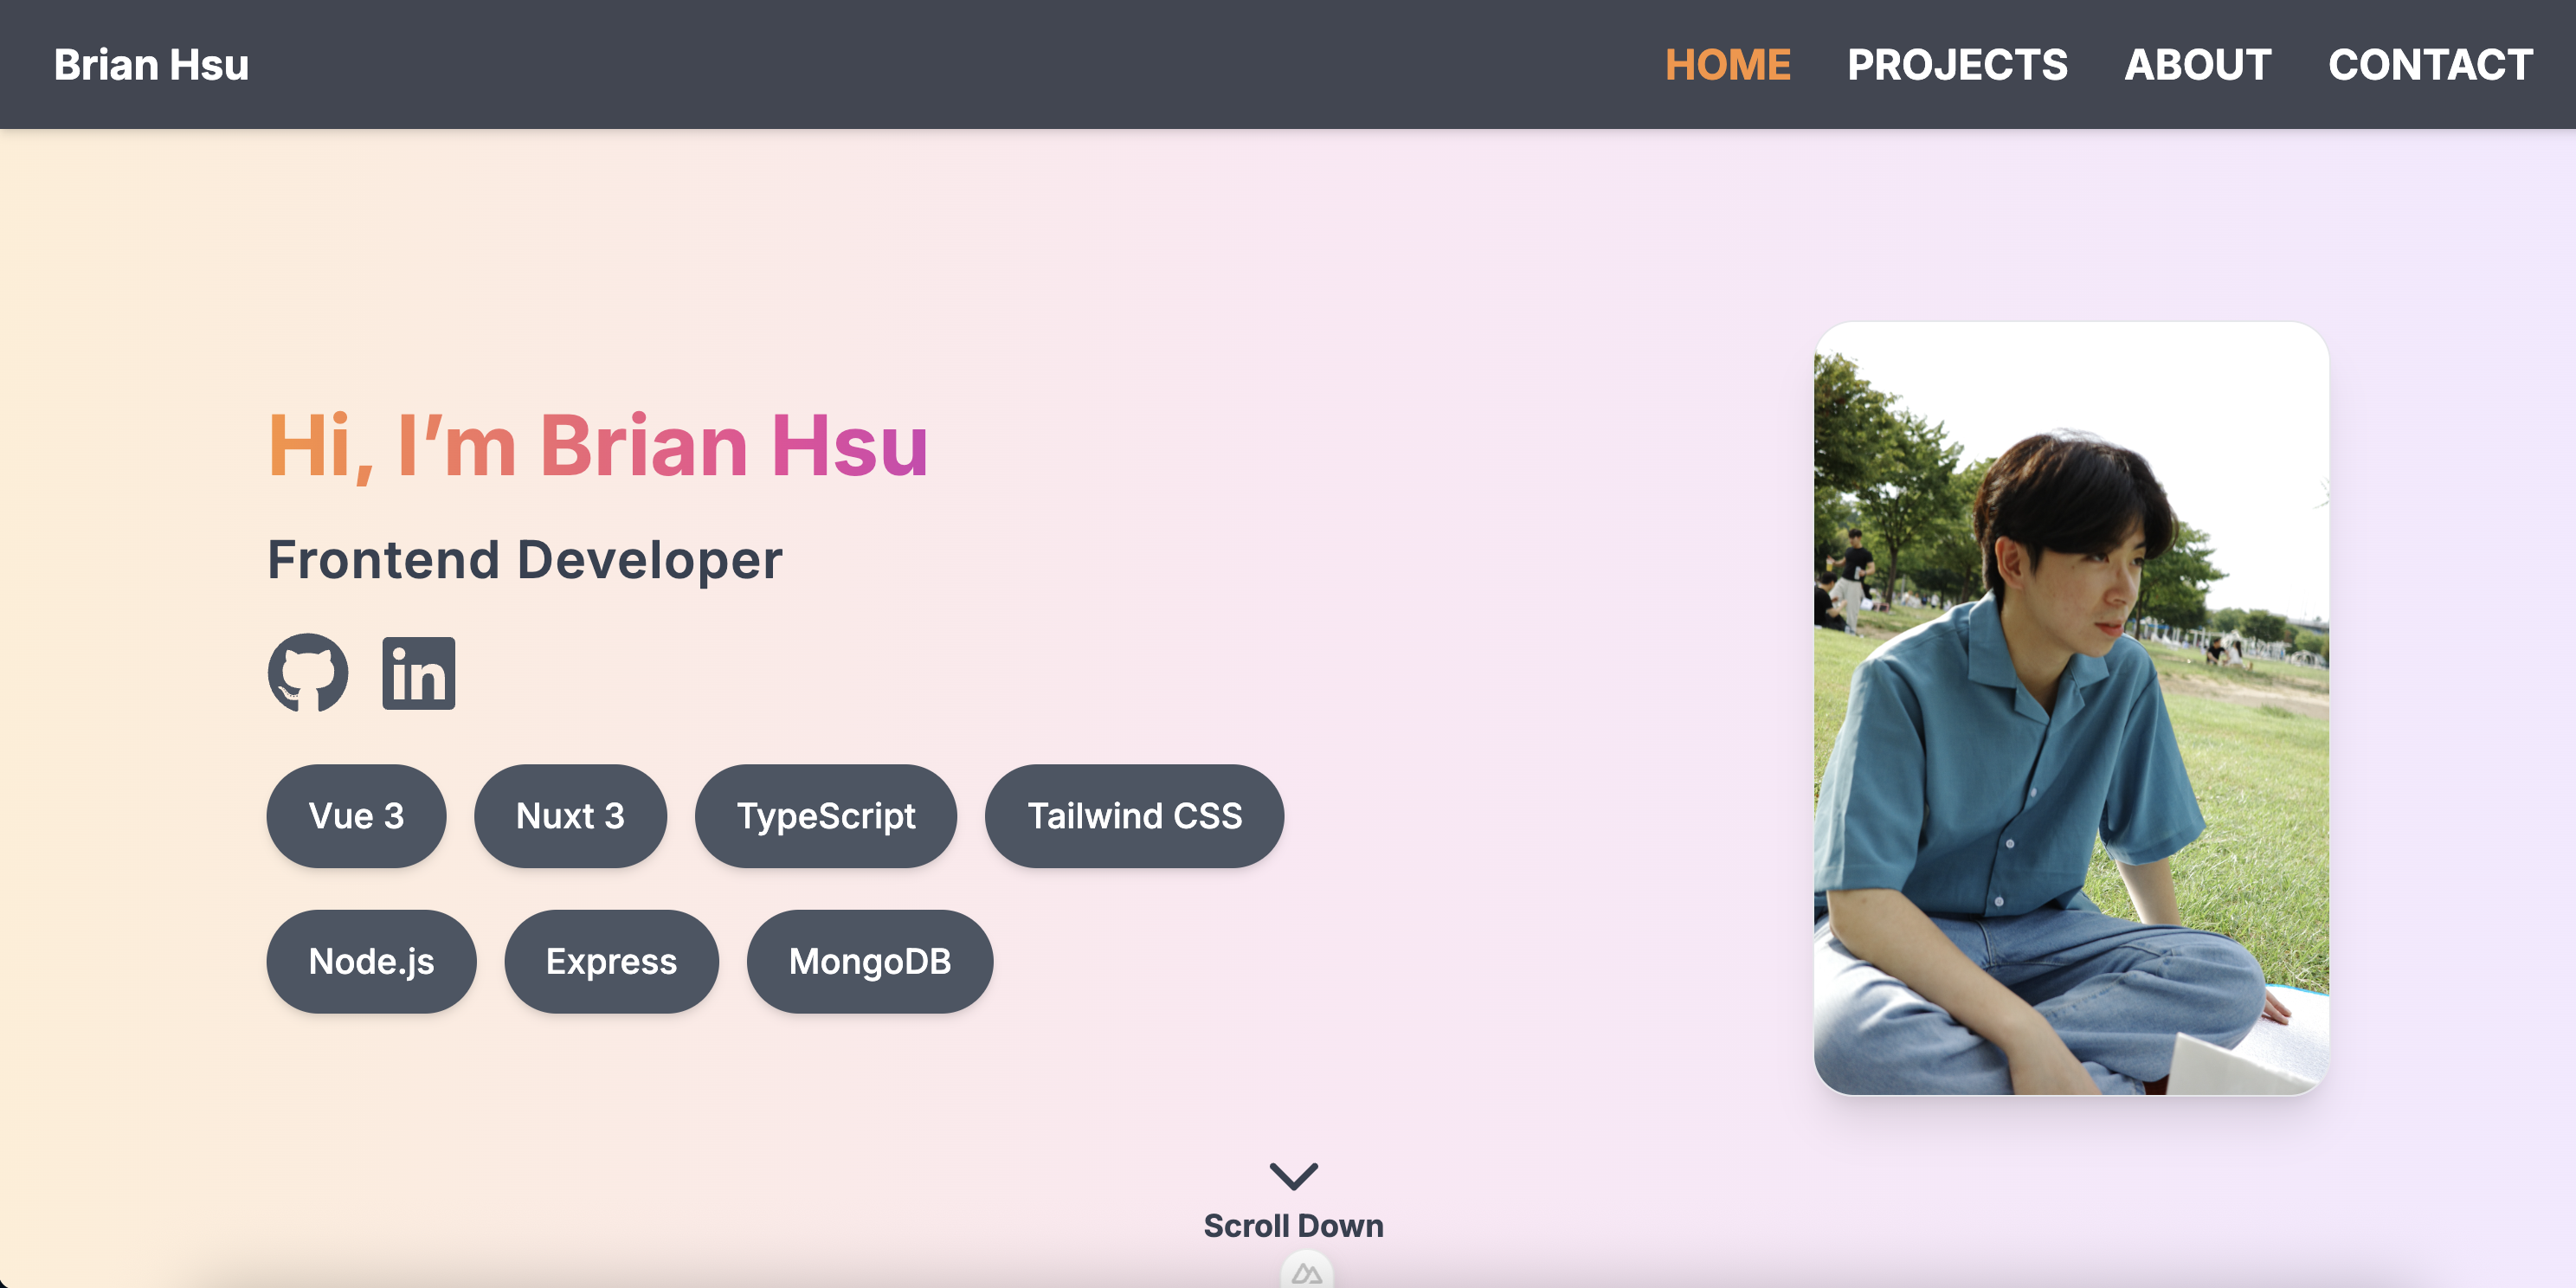 Brian Hsu
HOME PROJECTS ABOUT CONTACT
Hi, I’m Brian Hsu
Frontend Developer
in
Vue 3 Nuxt 3 TypeScript Tailwind CSS
Node.js Express MongoDB
Scroll Down